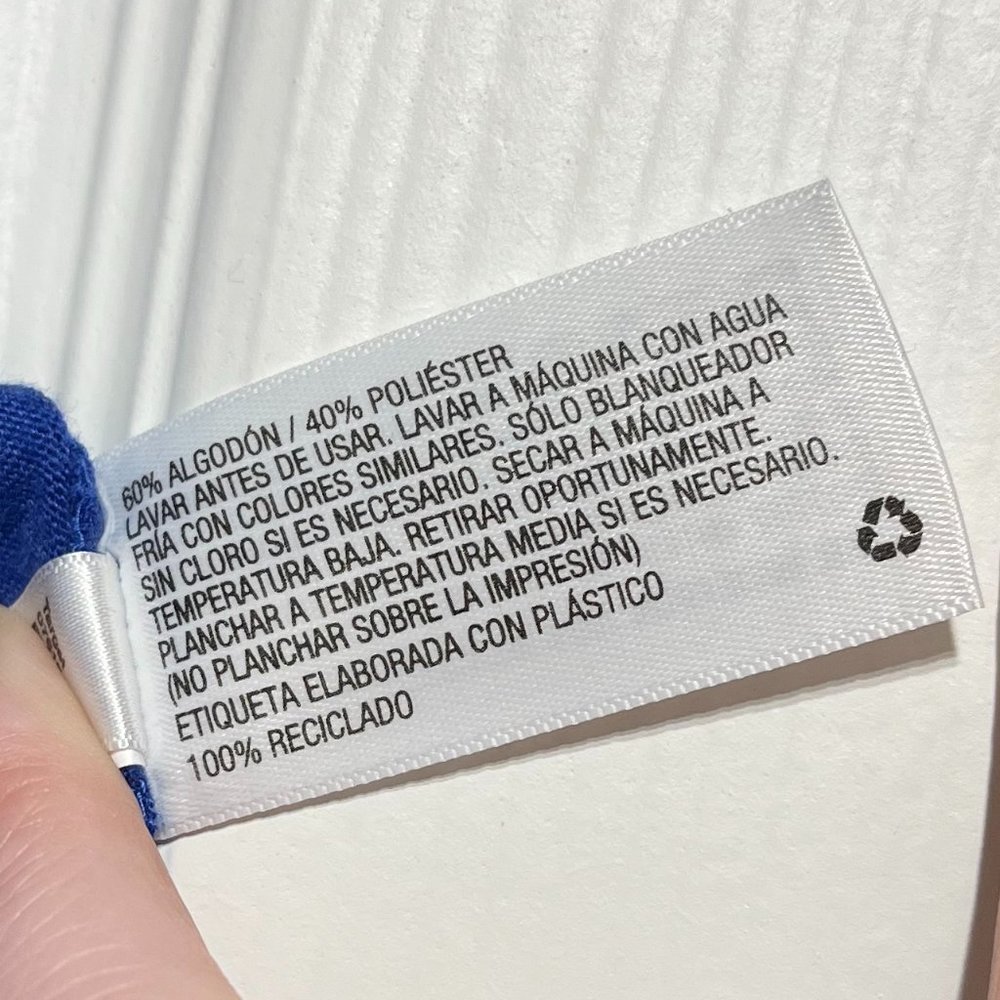 60% ALGODÓN / 40% POLIÉSTER
LAVAR ANTES DE USAR. LAVAR A MÁQUINA CON AGUA
FRÍA CON COLORES SIMILARES. SÓLO BLANQUEADOR
SIN CLORO SI ES NECESARIO. SECAR A MÁQUINA A
TEMPERATURA BAJA. RETIRAR OPORTUNAMENTE.
PLANCHAR A TEMPERATURA MEDIA SI ES NECESARIO.
(NO PLANCHAR SOBRE LA IMPRESIÓN)
ETIQUETA ELABORADA CON PLÁSTICO
100% RECICLADO